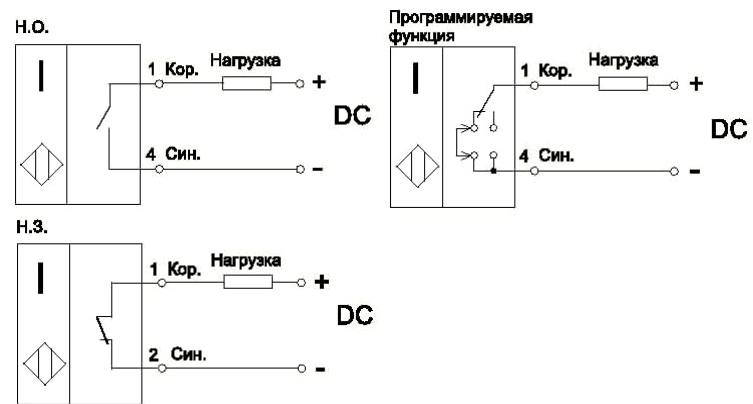 Н.О.
1 Кор. Нагрузка +
DC
4 Син. -
Программируемая
функция
1 Кор. Нагрузка +
DC
4 Син. -
Н.З.
1 Кор. Нагрузка +
DC
2 Син. -